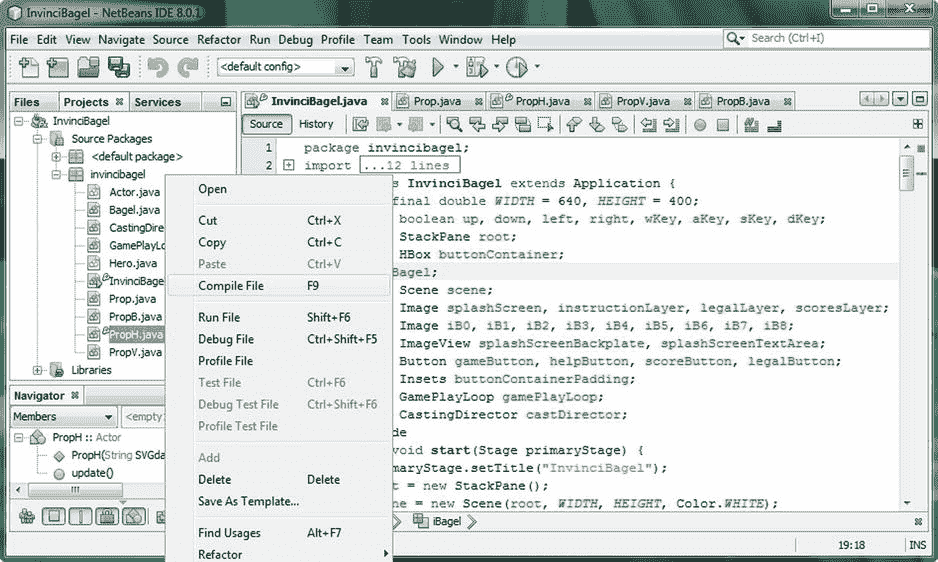 InvinciBagel - NetBeans IDE 8.0.1
File Edit View Navigate Source Refactor Run Debug Profile Team Tools Window Help
Search (Ctrl+I)
<default config>
Files Projects Services
InvinciBagel.java Prop.java PropH.java PropV.java PropB.java
Source History
InvinciBagel
Source Packages
<default package>
invincibagel
Actor.java
Bagel.java
CastingDirec
GamePlayLo
Hero.java
InvinciBage
Prop.java
PropB.java
PropH.java
PropV.java
Libraries
Navigator
Members <empty>
PropH :: Actor
PropH(String SVGda
update()
Open
Cut Ctrl+X
Copy Ctrl+C
Paste Ctrl+V
Compile File F9
Run File Shift+F6
Debug File Ctrl+Shift+F5
Profile File
Test File Ctrl+F6
Debug Test File Ctrl+Shift+F6
Profile Test File
Add
Delete Delete
Save As Template...
Find Usages Alt+F7
Refactor
1 package invincibagel;
2 import ...12 lines
s InvinciBagel extends Application {
final double WIDTH = 640, HEIGHT = 400;
boolean up, down, left, right, wKey, aKey, sKey, dKey;
StackPane root;
HBox buttonContainer;
Bagel;
Scene scene;
Image splashScreen, instructionLayer, legalLayer, scoresLayer;
Image iB0, iB1, iB2, iB3, iB4, iB5, iB6, iB7, iB8;
ImageView splashScreenBackplate, splashScreenTextArea;
Button gameButton, helpButton, scoreButton, legalButton;
Insets buttonContainerPadding;
GamePlayLoop gamePlayLoop;
CastingDirector castDirector;
de
void start(Stage primaryStage) {
maryStage.setTitle("InvinciBagel");
t = new StackPane();
ne = new Scene(root, WIDTH, HEIGHT, Color.WHITE);
iBagel
19:18 INS